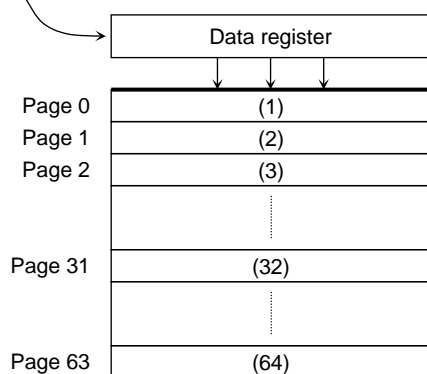 Data register
Page 0 (1)
Page 1 (2)
Page 2 (3)
Page 31 (32)
Page 63 (64)